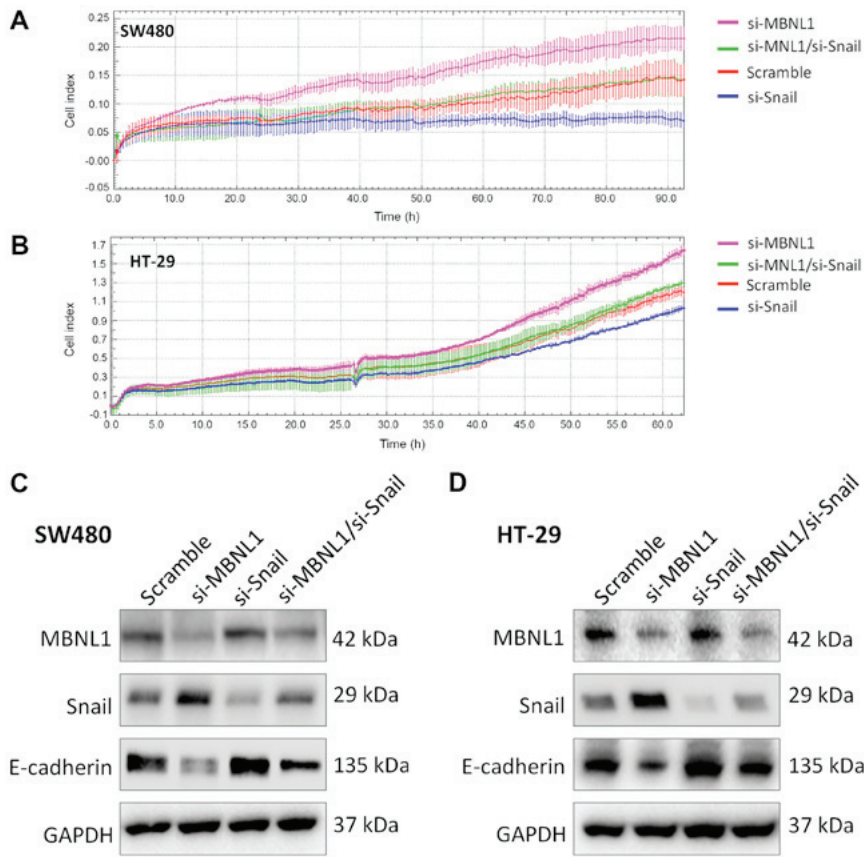 A
SW480
Cell index
0.25
0.20
0.15
0.10
0.05
-0.00
0.05
0.0 10.0 20.0 30.0 40.0 50.0 60.0 70.0 80.0 90.0
Time (h)
si-MBNL1
si-MNL1/si-Snail
Scramble
si-Snail
B
HT-29
Cell index
1.7
1.5
1.3
1.1
0.9
0.7
0.5
0.3
0.1
-0.1
0.0 5.0 10.0 15.0 20.0 25.0 30.0 35.0 40.0 45.0 50.0 55.0 60.0
Time (h)
si-MBNL1
si-MNL1/si-Snail
Scramble
si-Snail
C
SW480
Scramble
si-MBNL1
si-Snail
si-MBNL1/si-Snail
MBNL1 42 kDa
Snail 29 kDa
E-cadherin 135 kDa
GAPDH 37 kDa
D
HT-29
Scramble
si-MBNL1
si-Snail
si-MBNL1/si-Snail
MBNL1 42 kDa
Snail 29 kDa
E-cadherin 135 kDa
GAPDH 37 kDa